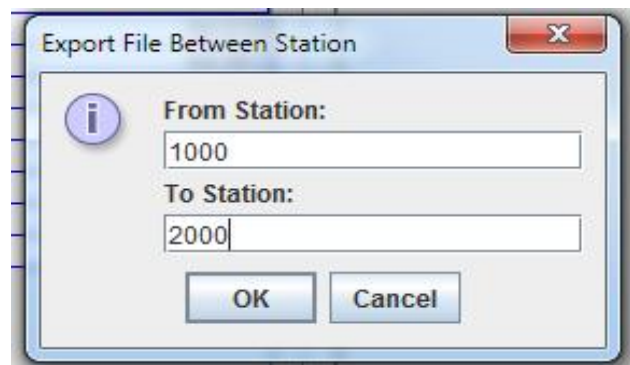 Export File Between Station
From Station:
1000
To Station:
2000
OK
Cancel